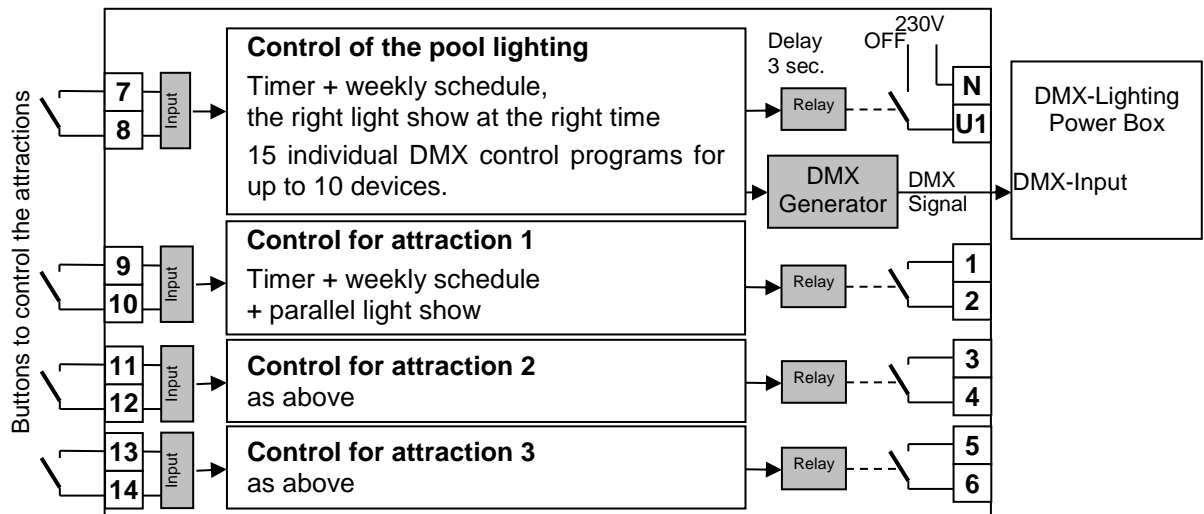 Buttons to control the attractions
7
8
Input
Control of the pool lighting
Timer + weekly schedule,
the right light show at the right time
15 individual DMX control programs for
up to 10 devices.
Delay
3 sec.
Relay
230V
OFF
N
U1
DMX
Generator
DMX
Signal
DMX-Lighting
Power Box
DMX-Input
9
10
Input
Control for attraction 1
Timer + weekly schedule
+ parallel light show
Relay
1
2
11
12
Input
Control for attraction 2
as above
Relay
3
4
13
14
Input
Control for attraction 3
as above
Relay
5
6